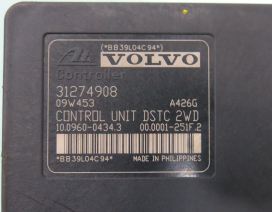 *BB39L04C94*
Ate VOLVO
Controller
31274908
09W453 A426G
CONTROL UNIT DSTC 2WD
10.0960-0434.3 00.0001-251F.2
*BB39L04C94* MADE IN PHILIPPINES